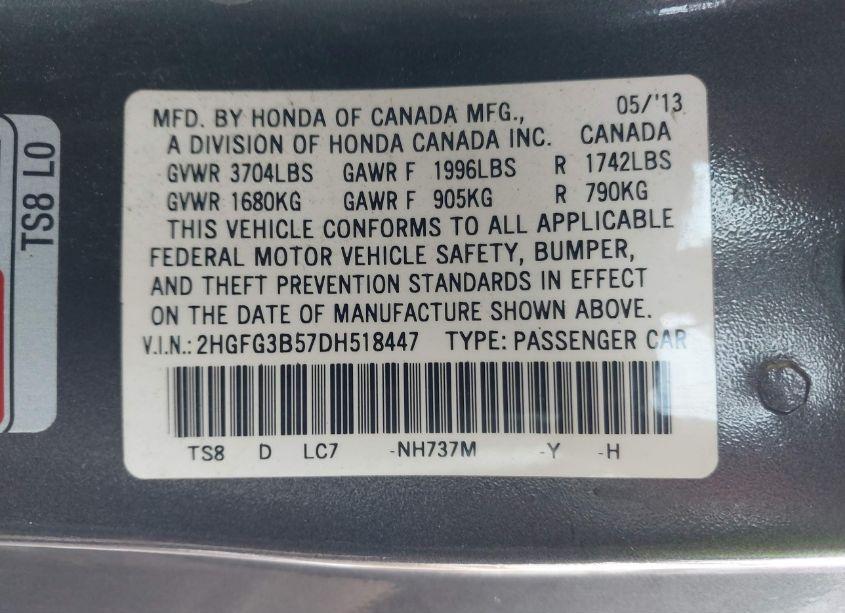 MFD. BY HONDA OF CANADA MFG., 05/'13
A DIVISION OF HONDA CANADA INC. CANADA
GVWR 3704LBS GAWR F 1996LBS R 1742LBS
GVWR 1680KG GAWR F 905KG R 790KG
THIS VEHICLE CONFORMS TO ALL APPLICABLE
FEDERAL MOTOR VEHICLE SAFETY, BUMPER,
AND THEFT PREVENTION STANDARDS IN EFFECT
ON THE DATE OF MANUFACTURE SHOWN ABOVE.
V.I.N.: 2HGFG3B57DH518447 TYPE: PASSENGER CAR
TS8 D LC7 -NH737M -Y -H
TS8 L0